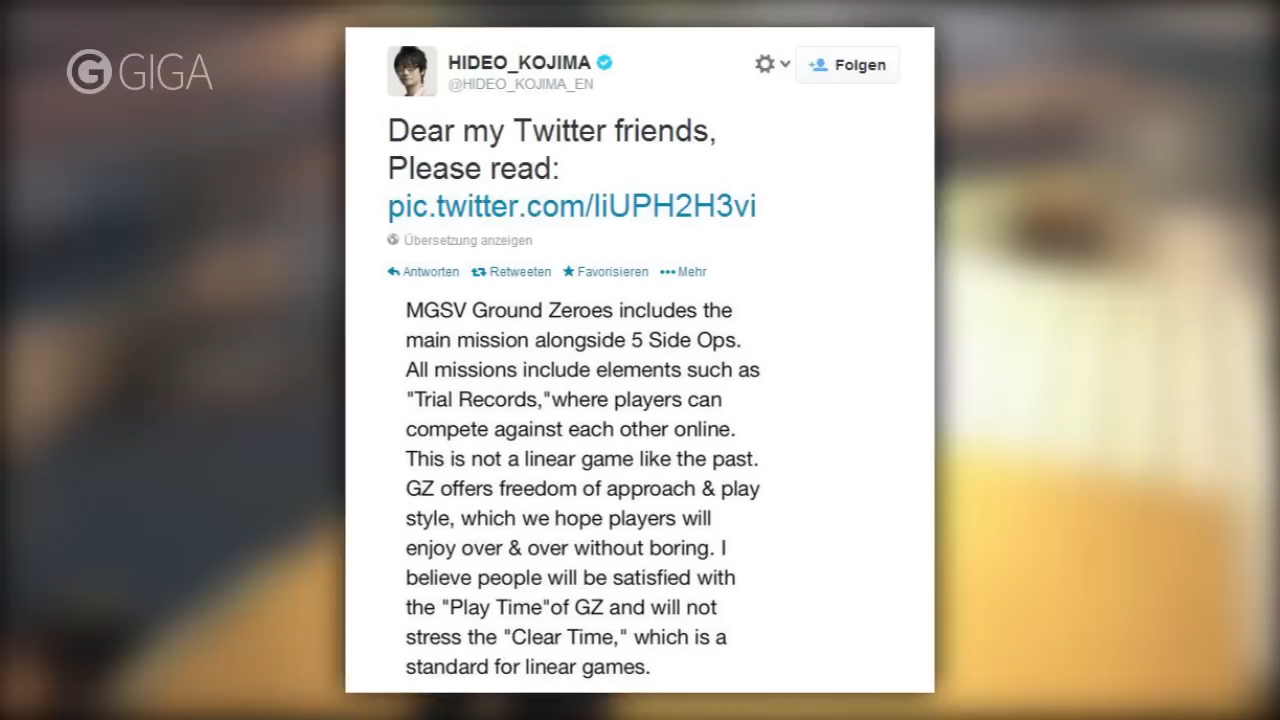 GIGA
HIDEO_KOJIMA
@HIDEO_KOJIMA_EN
Folgen
Dear my Twitter friends,
Please read:
pic.twitter.com/liUPH2H3vi
Übersetzung anzeigen
Antworten Retweeten Favorisieren Mehr
MGSV Ground Zeroes includes the
main mission alongside 5 Side Ops.
All missions include elements such as
"Trial Records,"where players can
compete against each other online.
This is not a linear game like the past.
GZ offers freedom of approach & play
style, which we hope players will
enjoy over & over without boring. I
believe people will be satisfied with
the "Play Time"of GZ and will not
stress the "Clear Time," which is a
standard for linear games.